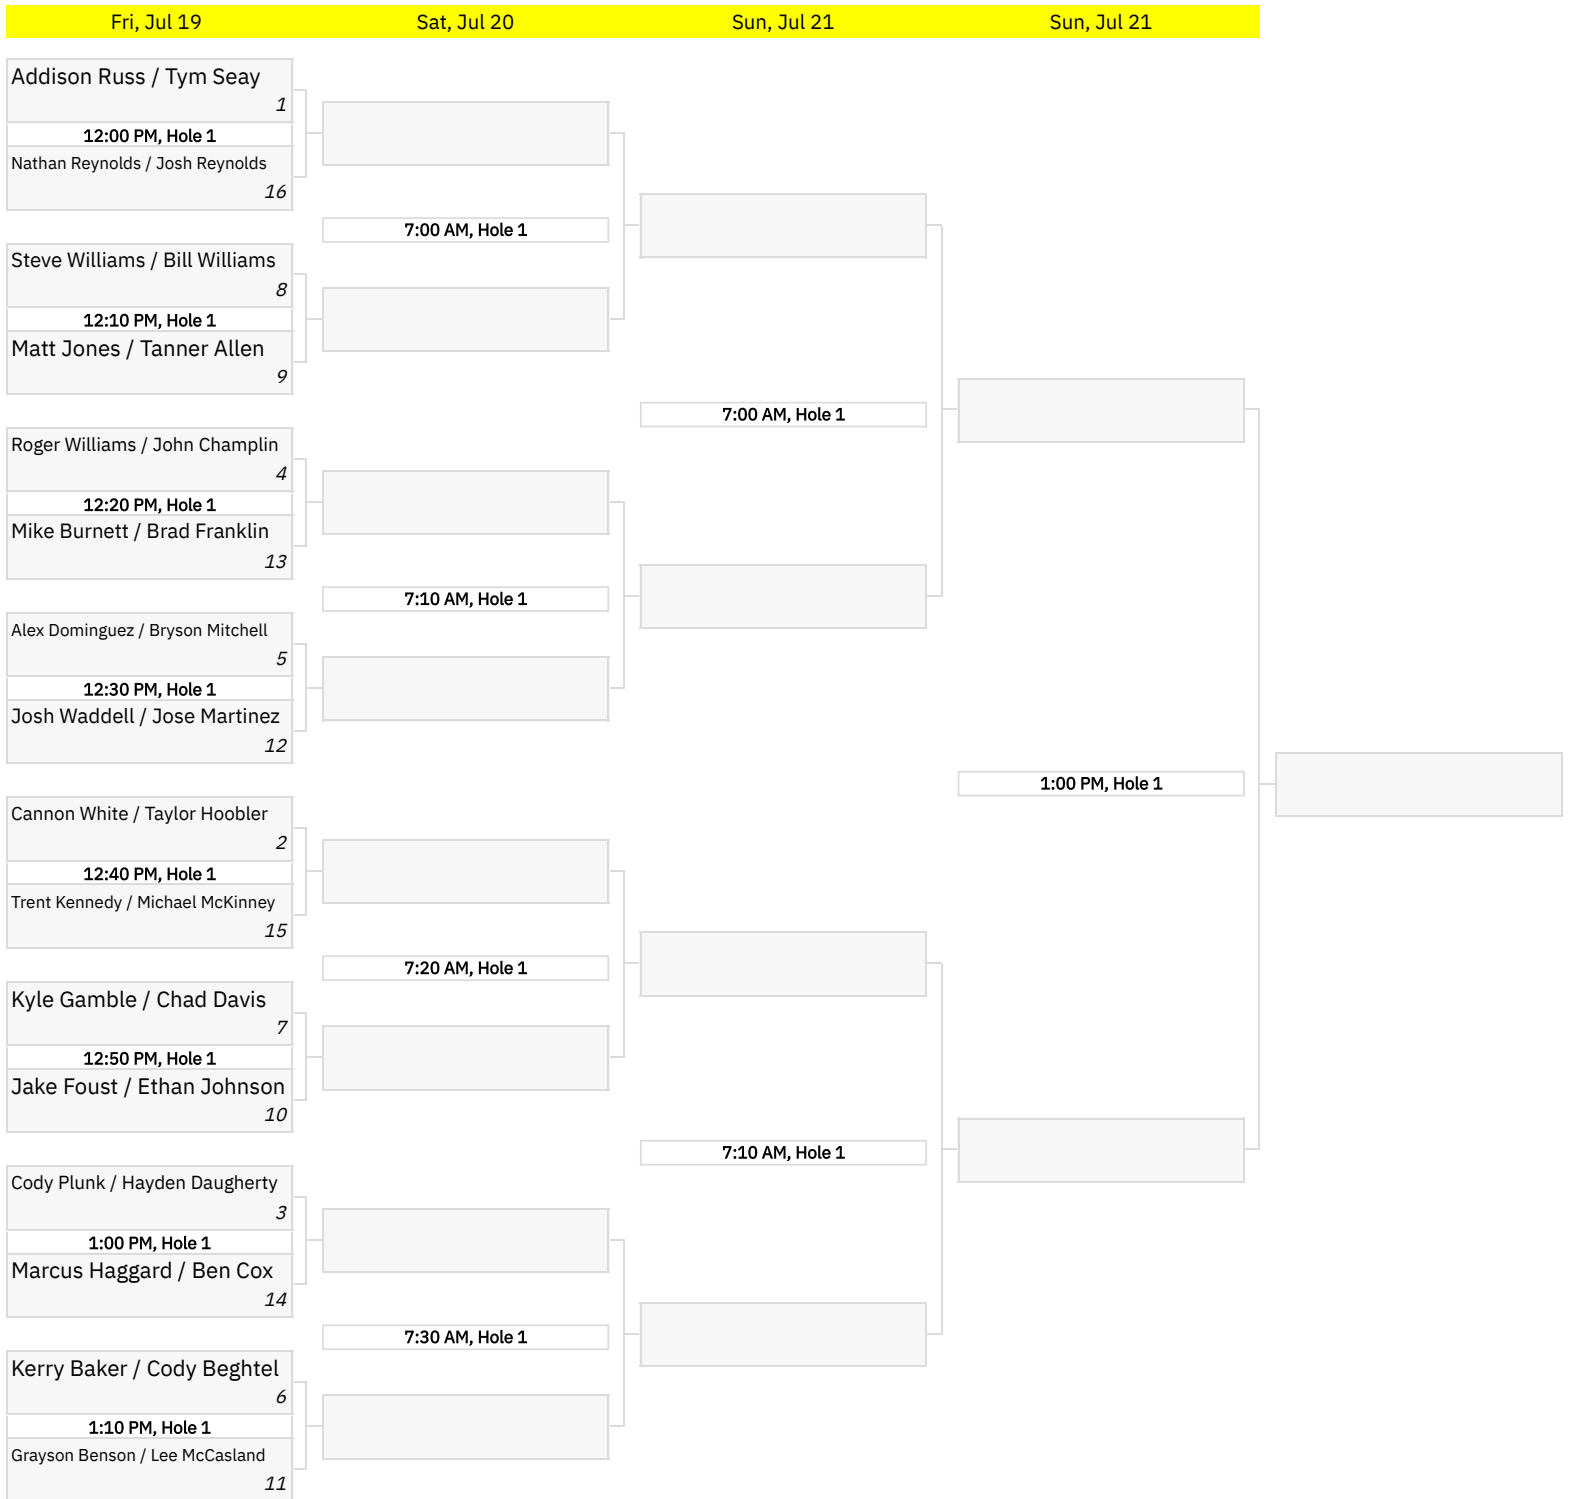 Fri, Jul 19
Sat, Jul 20
Sun, Jul 21
Sun, Jul 21
Addison Russ / Tym Seay
1
12:00 PM, Hole 1
Nathan Reynolds / Josh Reynolds
16
Steve Williams / Bill Williams
8
12:10 PM, Hole 1
Matt Jones / Tanner Allen
9
Roger Williams / John Champlin
4
12:20 PM, Hole 1
Mike Burnett / Brad Franklin
13
Alex Dominguez / Bryson Mitchell
5
12:30 PM, Hole 1
Josh Waddell / Jose Martinez
12
Cannon White / Taylor Hoobler
2
12:40 PM, Hole 1
Trent Kennedy / Michael McKinney
15
Kyle Gamble / Chad Davis
7
12:50 PM, Hole 1
Jake Foust / Ethan Johnson
10
Cody Plunk / Hayden Daugherty
3
1:00 PM, Hole 1
Marcus Haggard / Ben Cox
14
Kerry Baker / Cody Beghtel
6
1:10 PM, Hole 1
Grayson Benson / Lee McCasland
11
7:00 AM, Hole 1
7:10 AM, Hole 1
7:20 AM, Hole 1
7:30 AM, Hole 1
7:00 AM, Hole 1
7:10 AM, Hole 1
1:00 PM, Hole 1